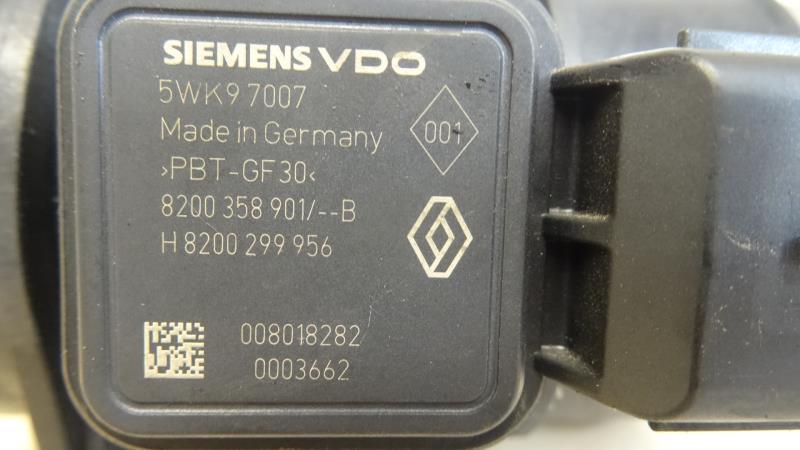 SIEMENS VDO
5WK9 7007
Made in Germany
001
>PBT-GF30<
8200 358 901/--B
H 8200 299 956
008018282
0003662